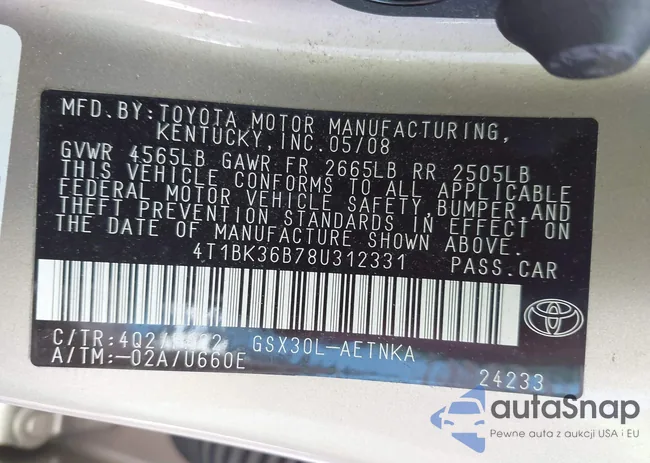 MFD.BY:TOYOTA MOTOR MANUFACTURING,
KENTUCKY,INC.05/08
GVWR 4565LB GAWR FR 2665LB RR 2505LB
THIS VEHICLE CONFORMS TO ALL APPLICABLE
FEDERAL MOTOR VEHICLE SAFETY,BUMPER,AND
THEFT PREVENTION STANDARDS IN EFFECT ON
THE DATE OF MANUFACTURE SHOWN ABOVE.
4T1BK36B78U312331 PASS.CAR
C/TR: GSX30L-AETNKA
A/TM:-02A/U660E 24233
autaSnap
Pewne auta z aukcji USA i EU